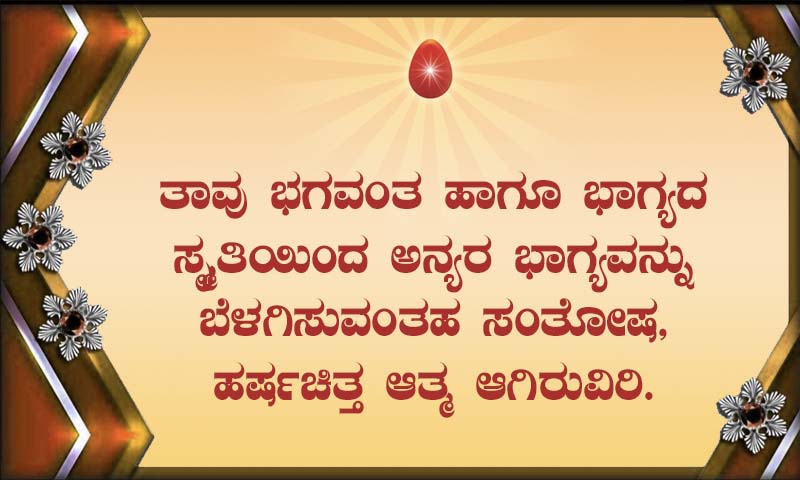 ತಾವು ಭಗವಂತ ಹಾಗೂ ಭಾಗ್ಯದ
ಸ್ಮೃತಿಯಿಂದ ಅನ್ಯರ ಭಾಗ್ಯವನ್ನು
ಬೆಳಗಿಸುವಂತಹ ಸಂತೋಷ,
ಹರ್ಷಚಿತ್ತ ಆತ್ಮ ಆಗಿರುವಿರಿ.